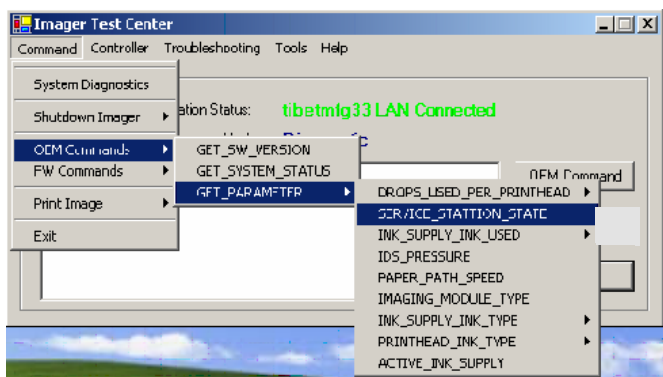 Imager Test Center
Command Controller Troubleshooting Tools Help
System Diagnostics
Shutdown Imager
ation Status: tibetmfg33 LAN Connected
OEM Commands
FW Commands
Print Image
Exit
GET_SW_VERSION
GET_SYSTEM_STATUS
GET_PARAMETER
OEM Command
DROPS_USED_PER_PRINTHEAD
SERVICE_STATTION_STATE
INK_SUPPLY_INK_USED
IDS_PRESSURE
PAPER_PATH_SPEED
IMAGING_MODULE_TYPE
INK_SUPPLY_INK_TYPE
PRINTHEAD_INK_TYPE
ACTIVE_INK_SUPPLY